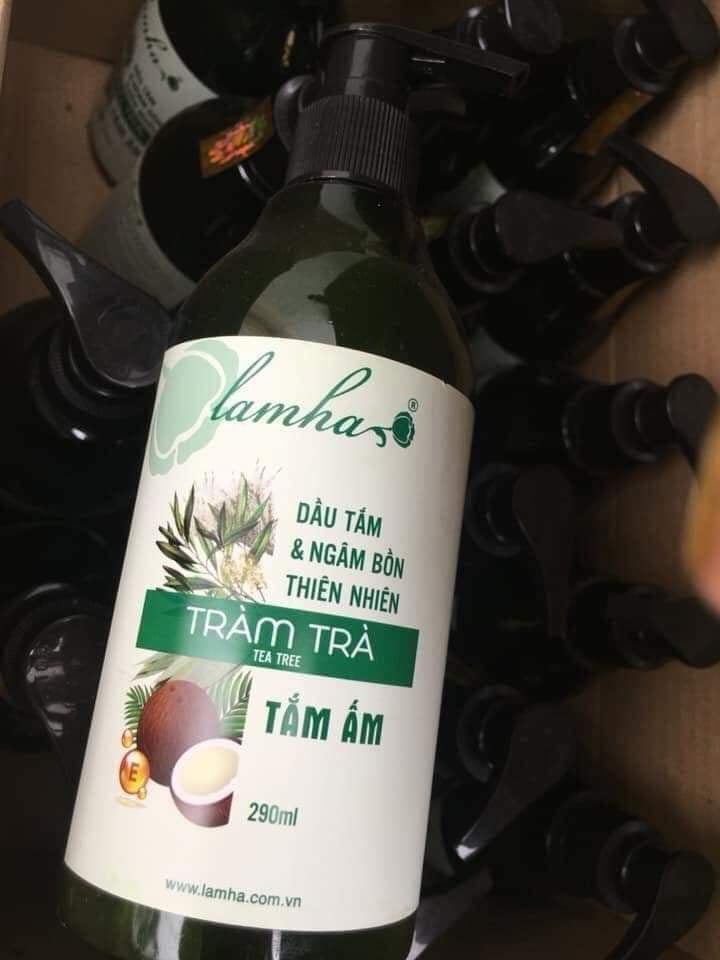 lamha®
DẦU TẮM
& NGÂM BỒN
THIÊN NHIÊN
TRÀM TRÀ
TEA TREE
TẮM ẤM
E
290ml
www.lamha.com.vn